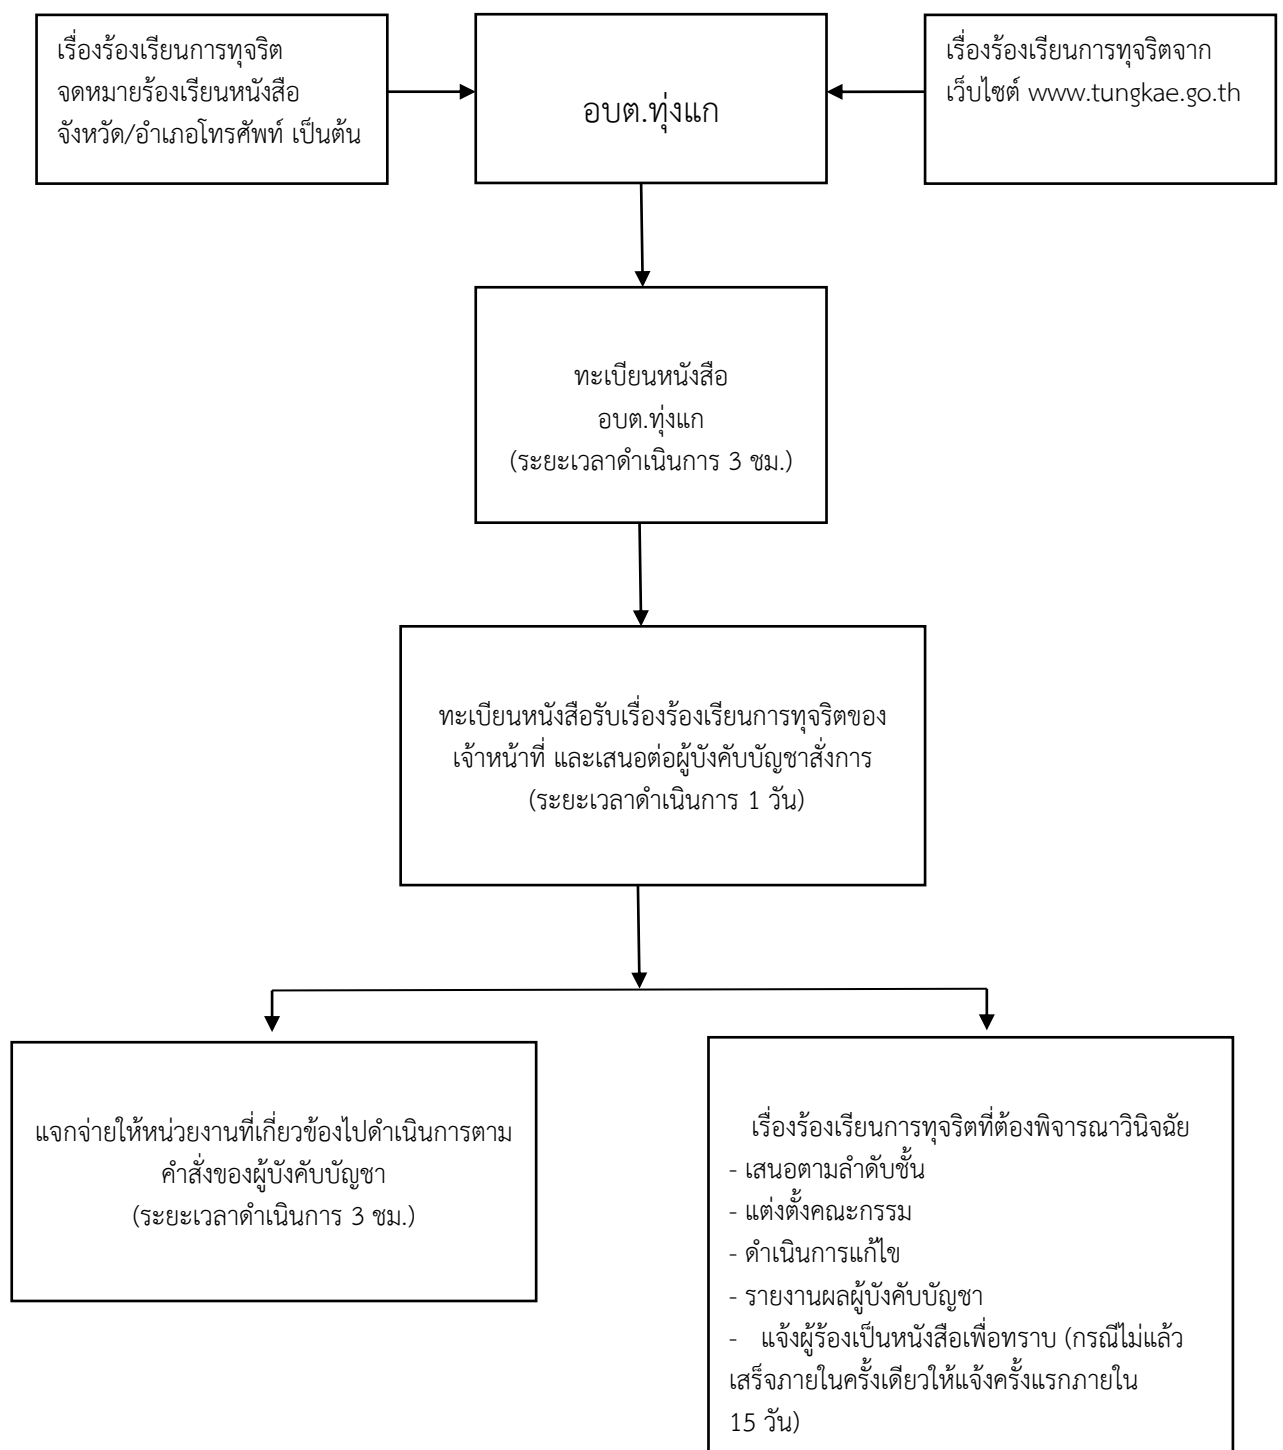 เรื่องร้องเรียนการทุจริต
จดหมายร้องเรียนหนังสือ
จังหวัด/อำเภอโทรศัพท์ เป็นต้น
อบต.ทุ่งแก
เรื่องร้องเรียนการทุจริตจาก
เว็บไซต์ www.tungkae.go.th
ทะเบียนหนังสือ
อบต.ทุ่งแก
(ระยะเวลาดำเนินการ 3 ชม.)
ทะเบียนหนังสือรับเรื่องร้องเรียนการทุจริตของ
เจ้าหน้าที่ และเสนอต่อผู้บังคับบัญชาสั่งการ
(ระยะเวลาดำเนินการ 1 วัน)
แจกจ่ายให้หน่วยงานที่เกี่ยวข้องไปดำเนินการตาม
คำสั่งของผู้บังคับบัญชา
(ระยะเวลาดำเนินการ 3 ชม.)
เรื่องร้องเรียนการทุจริตที่ต้องพิจารณาวินิจฉัย
- เสนอตามลำดับชั้น
- แต่งตั้งคณะกรรม
- ดำเนินการแก้ไข
- รายงานผลผู้บังคับบัญชา
- แจ้งผู้ร้องเป็นหนังสือเพื่อทราบ (กรณีไม่แล้ว
เสร็จภายในครั้งเดียวให้แจ้งครั้งแรกภายใน
15 วัน)